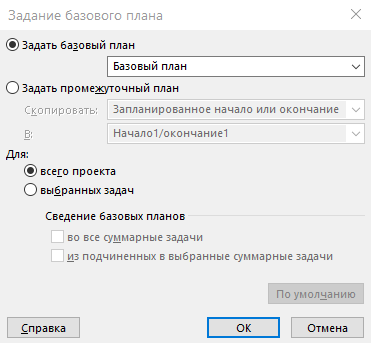 Задание базового плана
Задать базовый план
Базовый план
Задать промежуточный план
Скопировать: Запланированное начало или окончание
В: Начало1/окончание1
Для:
всего проекта
выбранных задач
Сведение базовых планов
во все суммарные задачи
из подчиненных в выбранные суммарные задачи
По умолчанию
Справка ОК Отмена